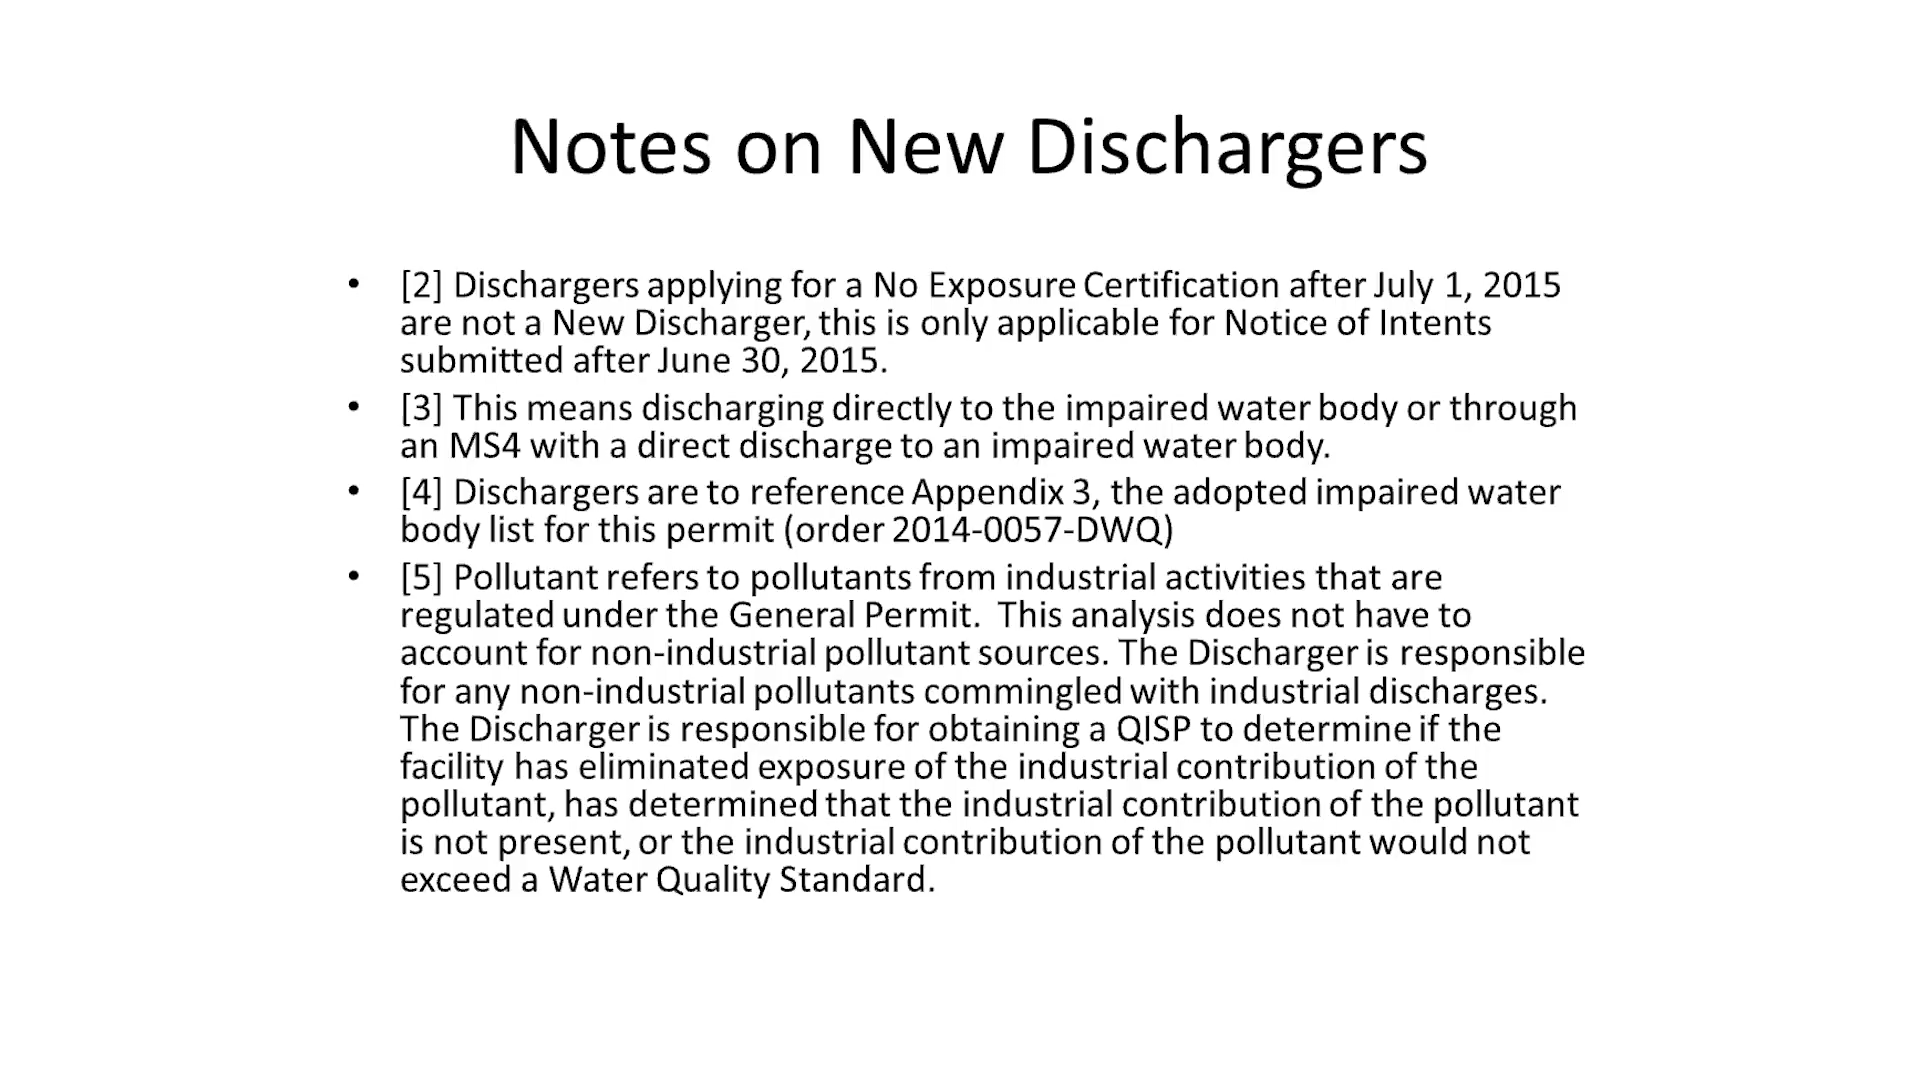 Notes on New Dischargers
• [2] Dischargers applying for a No Exposure Certification after July 1, 2015
are not a New Discharger, this is only applicable for Notice of Intents
submitted after June 30, 2015.
• [3] This means discharging directly to the impaired water body or through
an MS4 with a direct discharge to an impaired water body.
• [4] Dischargers are to reference Appendix 3, the adopted impaired water
body list for this permit (order 2014-0057-DWQ)
• [5] Pollutant refers to pollutants from industrial activities that are
regulated under the General Permit.  This analysis does not have to
account for non-industrial pollutant sources. The Discharger is responsible
for any non-industrial pollutants commingled with industrial discharges.
The Discharger is responsible for obtaining a QISP to determine if the
facility has eliminated exposure of the industrial contribution of the
pollutant, has determined that the industrial contribution of the pollutant
is not present, or the industrial contribution of the pollutant would not
exceed a Water Quality Standard.